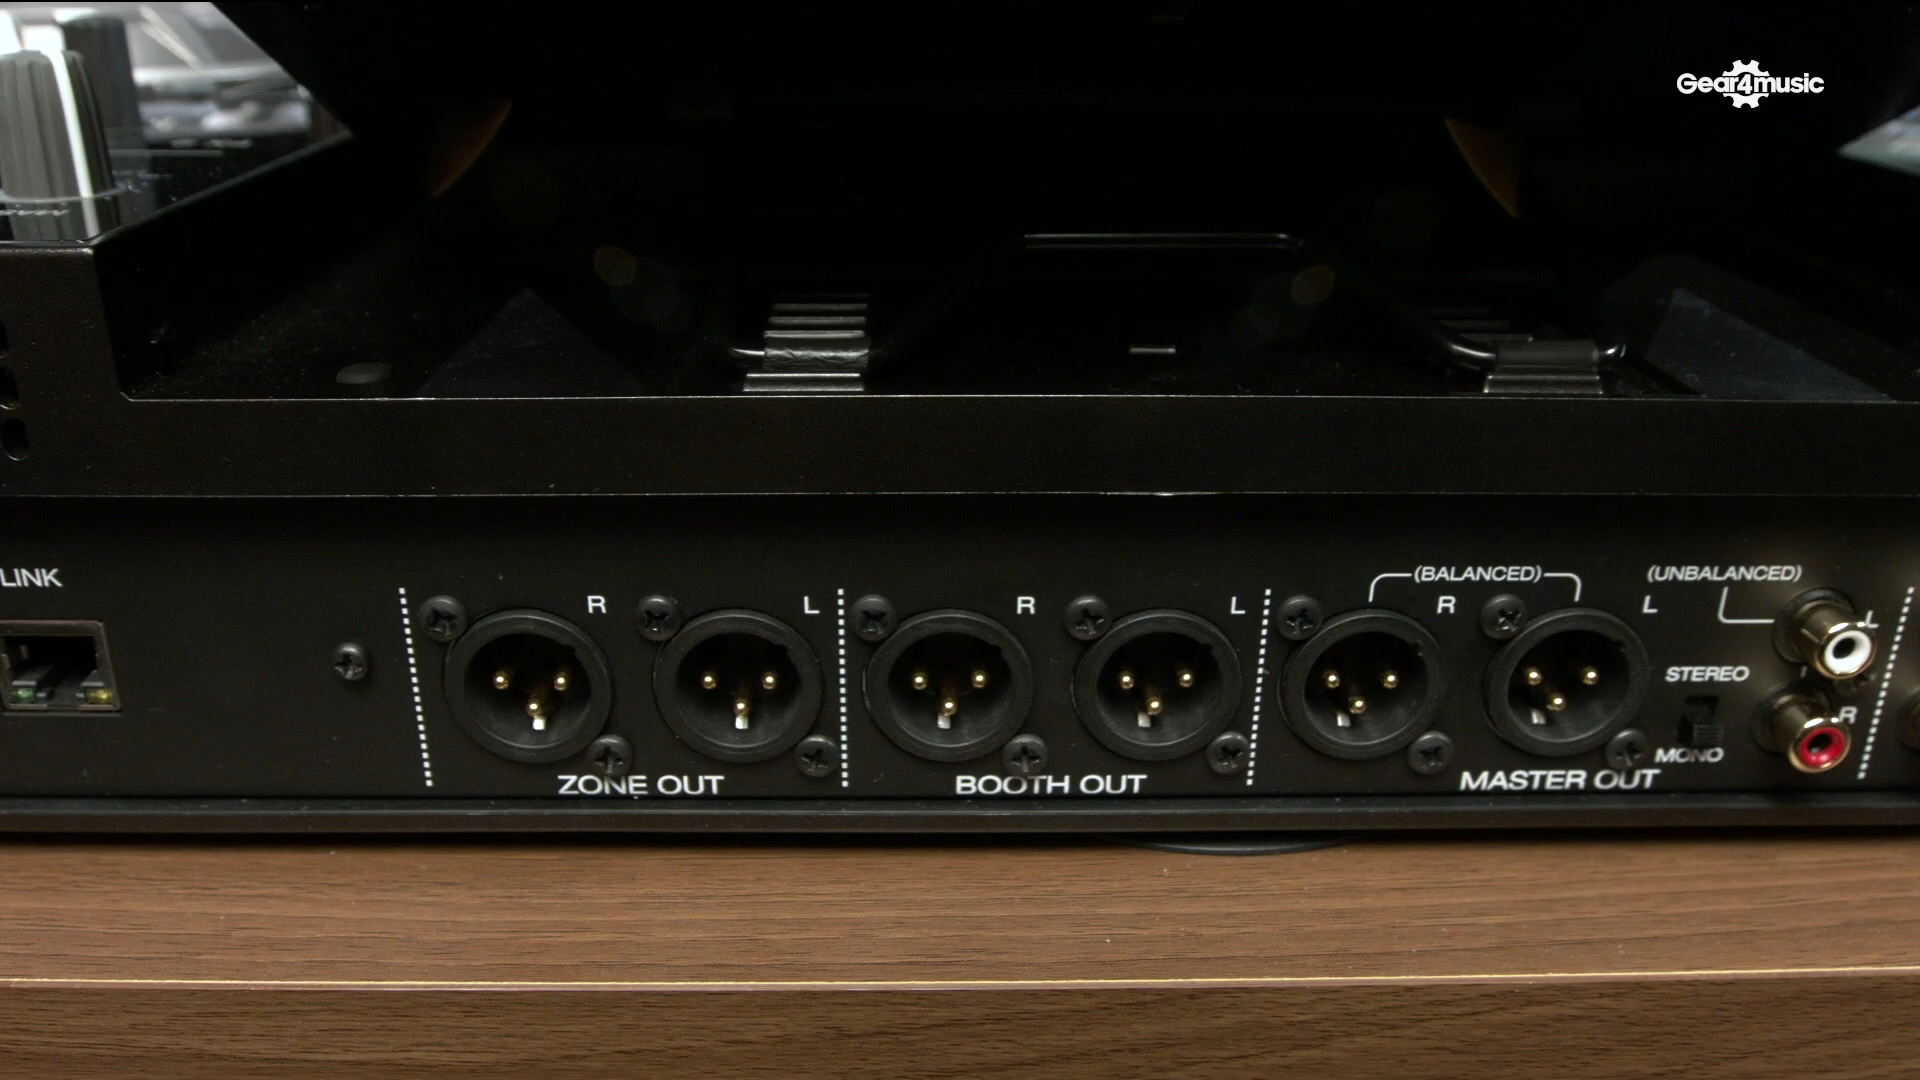 Gear4music
LINK
R
L
R
L
(BALANCED)
R
L
(UNBALANCED)
L
STEREO
R
MONO
ZONE OUT
BOOTH OUT
MASTER OUT